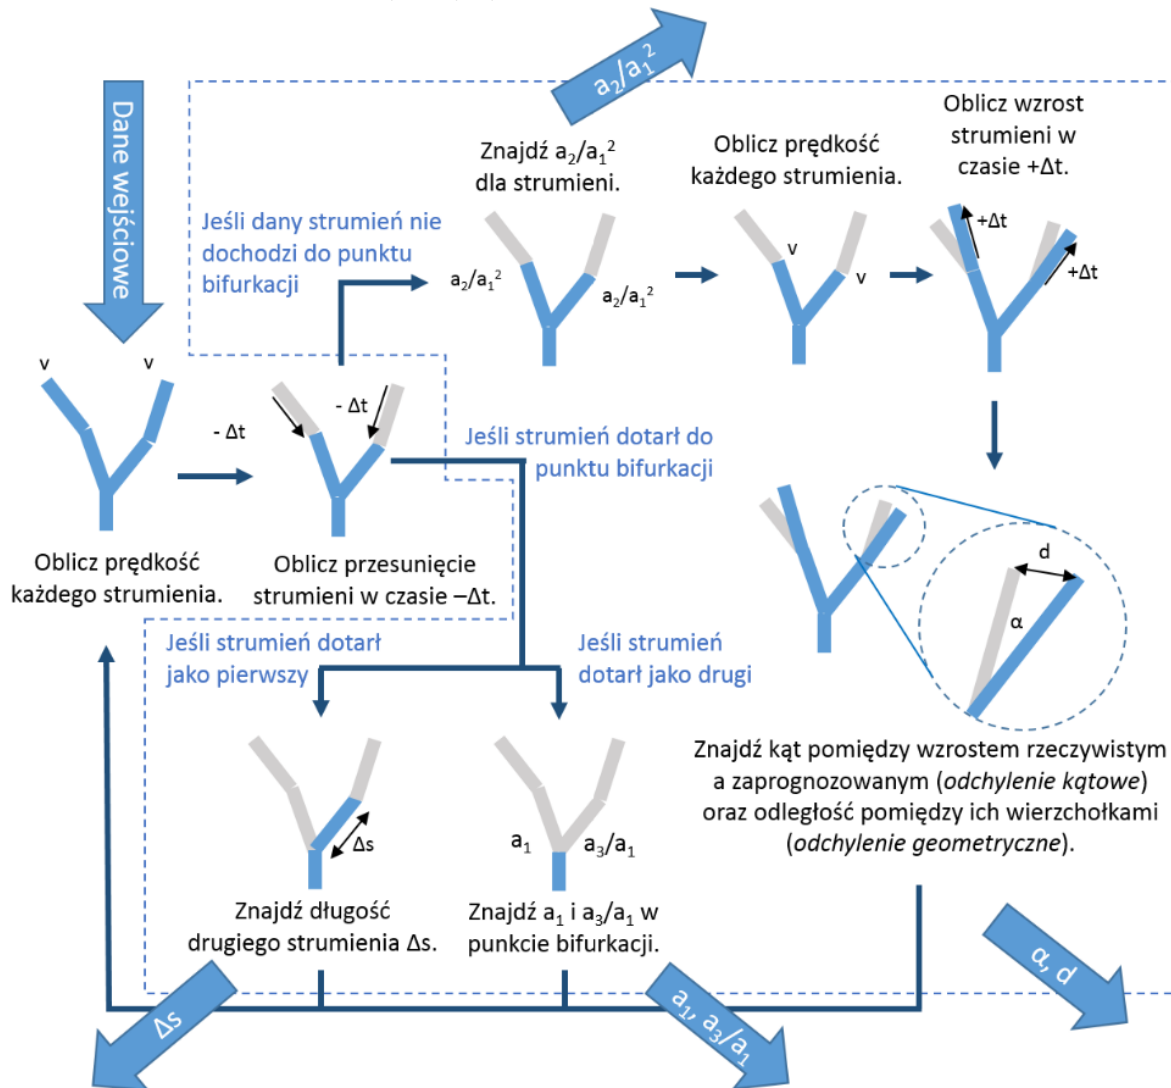 Dane wejściowe
a₂/a₁²
Znajdź a₂/a₁²
dla strumieni.
Oblicz prędkość
każdego strumienia.
Oblicz wzrost
strumieni w
czasie +Δt.
Jeśli dany strumień nie
dochodzi do punktu
bifurkacji
a₂/a₁²
a₂/a₁²
v
v
+Δt
+Δt
v
v
- Δt
- Δt
Oblicz prędkość
każdego strumienia.
Oblicz przesunięcie
strumieni w czasie –Δt.
Jeśli strumień dotarł do
punktu bifurkacji
d
α
Jeśli strumień dotarł
jako pierwszy
Jeśli strumień
dotarł jako drugi
Δs
a₁
a₃/a₁
Znajdź długość
drugiego strumienia Δs.
Znajdź a₁ i a₃/a₁ w
punkcie bifurkacji.
Znajdź kąt pomiędzy wzrostem rzeczywistym
a zaprognozowanym (odchylenie kątowe)
oraz odległość pomiędzy ich wierzchołkami
(odchylenie geometryczne).
Δs
a₁, a₃/a₁
α, d